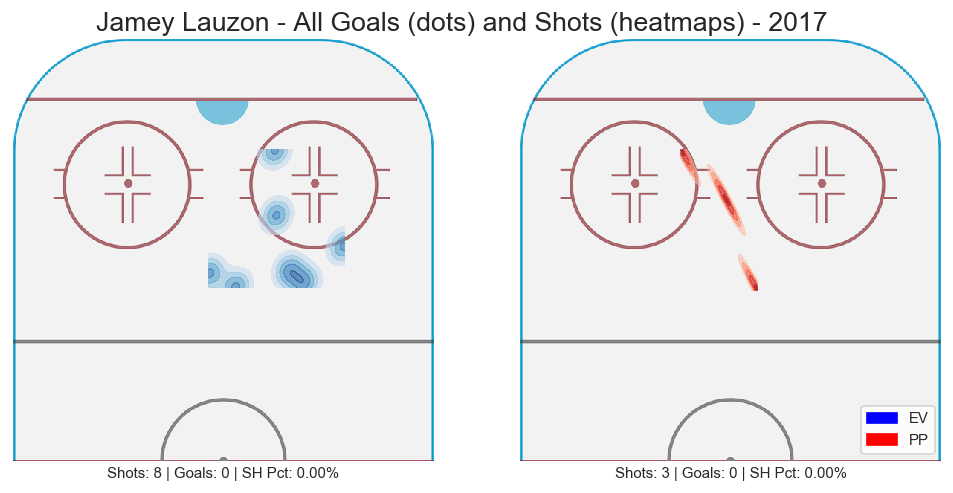 Jamey Lauzon - All Goals (dots) and Shots (heatmaps) - 2017
EV
PP
Shots: 8 | Goals: 0 | SH Pct: 0.00%
Shots: 3 | Goals: 0 | SH Pct: 0.00%